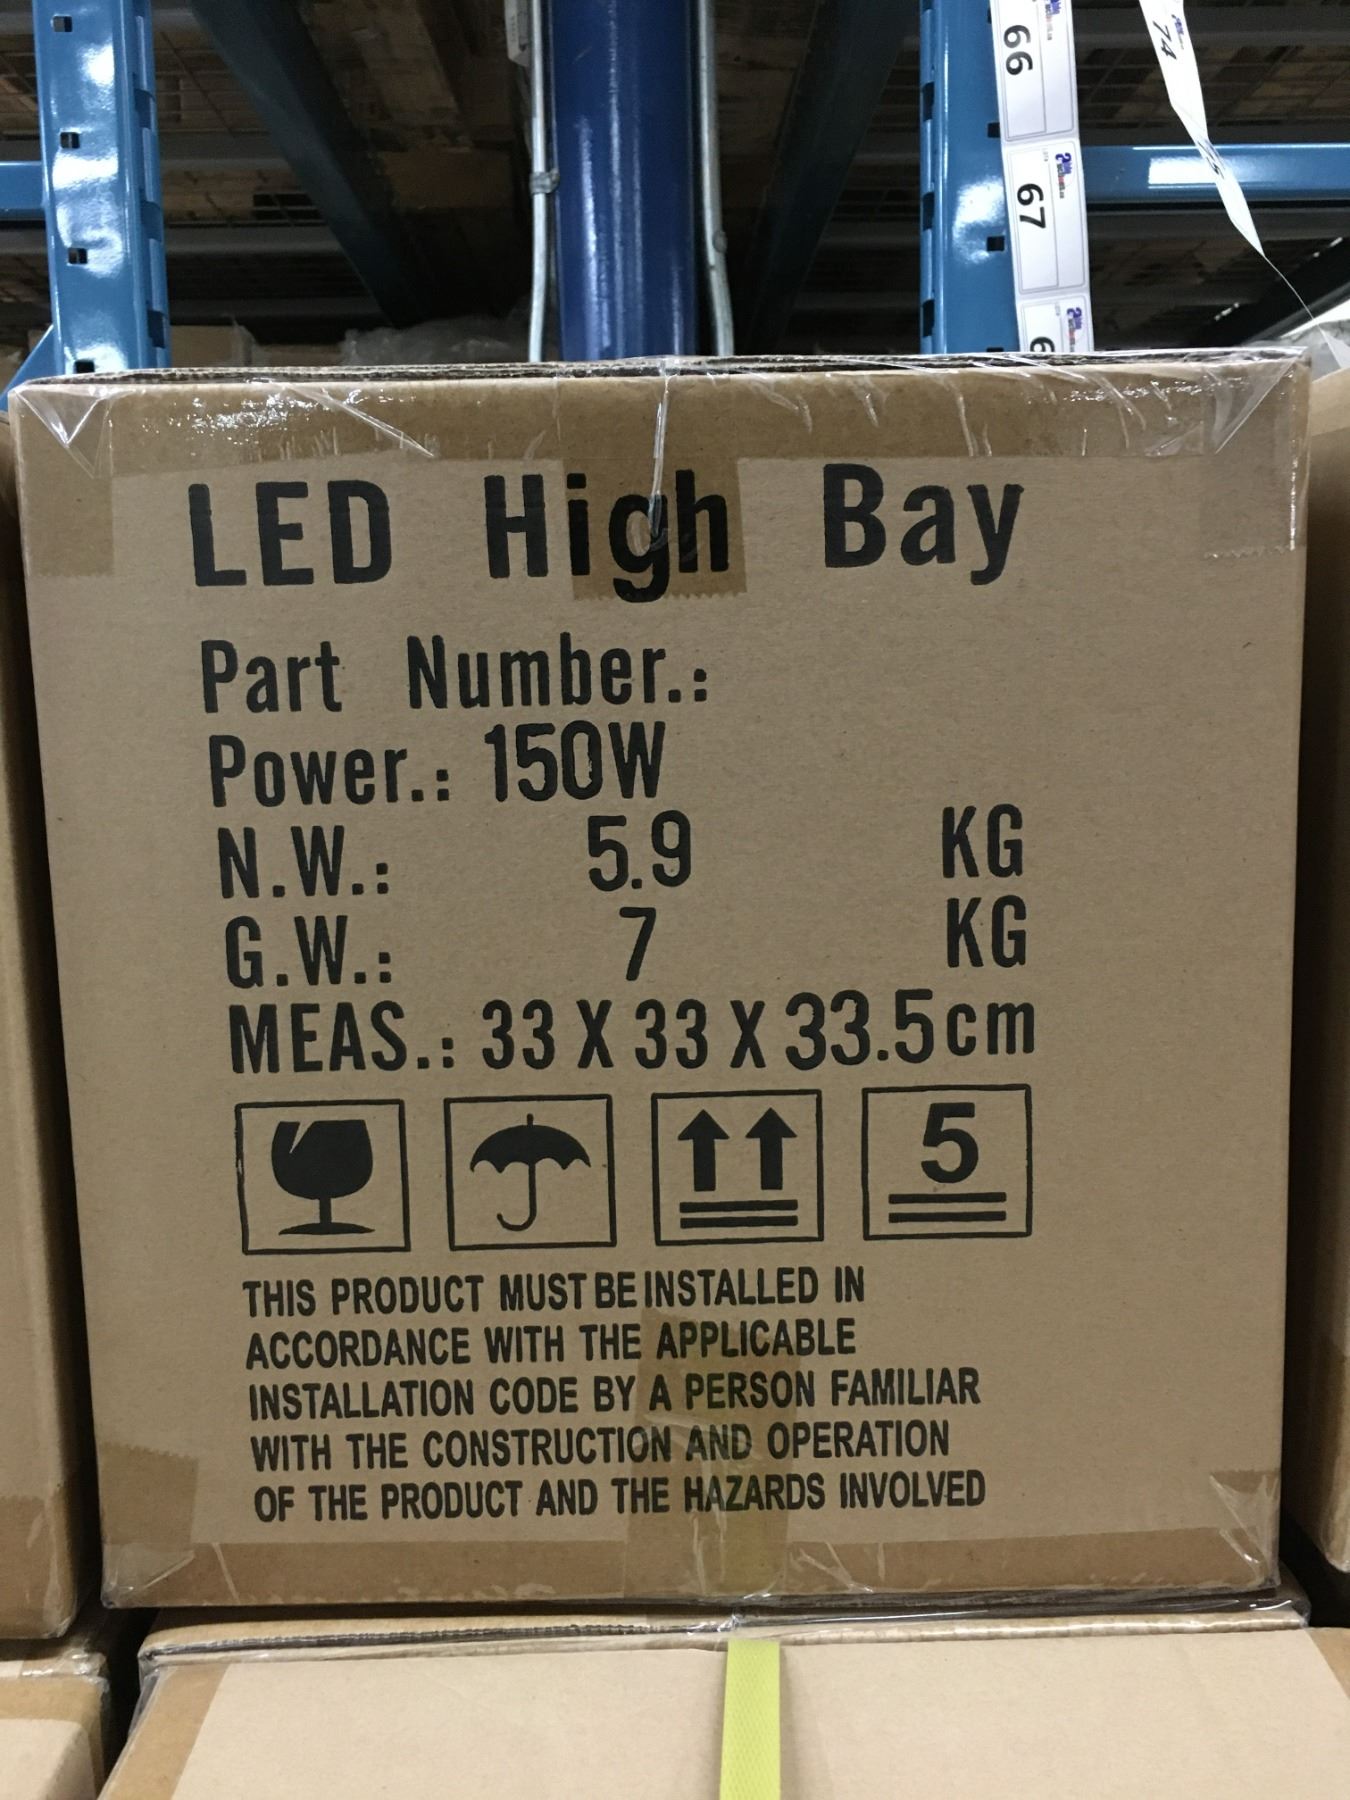 66
67
74
LED High Bay
Part Number.:
Power.: 150W
N.W.: 5.9 KG
G.W.: 7 KG
MEAS.: 33 X 33 X 33.5cm
5
THIS PRODUCT MUST BE INSTALLED IN
ACCORDANCE WITH THE APPLICABLE
INSTALLATION CODE BY A PERSON FAMILIAR
WITH THE CONSTRUCTION AND OPERATION
OF THE PRODUCT AND THE HAZARDS INVOLVED